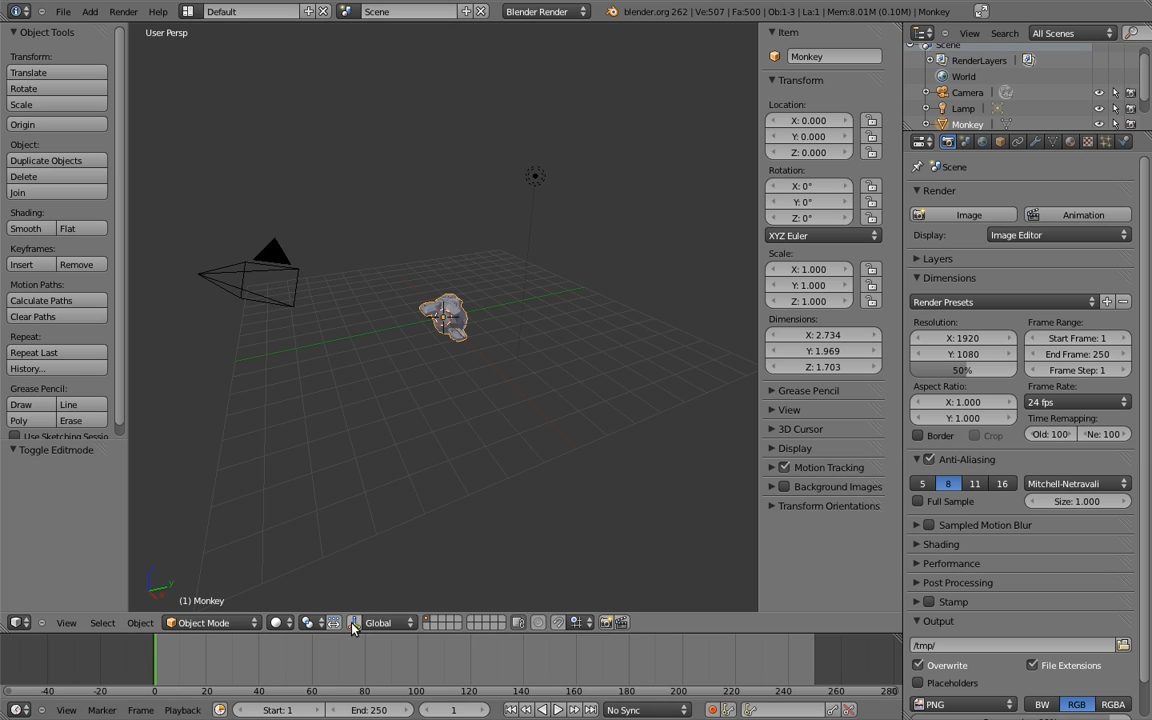 File Add Render Help Default Scene Blender Render blender.org 262 | Ve:507 | Fa:500 | Ob:1-3 | La:1 | Mem:8.01M (0.10M) | Monkey
Object Tools
Transform:
Translate
Rotate
Scale
Origin
Object:
Duplicate Objects
Delete
Join
Shading:
Smooth Flat
Keyframes:
Insert Remove
Motion Paths:
Calculate Paths
Clear Paths
Repeat:
Repeat Last
History...
Grease Pencil:
Draw Line
Poly Erase
Use Sketching Sessio
Toggle Editmode
User Persp
z
y
(1) Monkey
Item
Monkey
Transform
Location:
X: 0.000
Y: 0.000
Z: 0.000
Rotation:
X: 0°
Y: 0°
Z: 0°
XYZ Euler
Scale:
X: 1.000
Y: 1.000
Z: 1.000
Dimensions:
X: 2.734
Y: 1.969
Z: 1.703
Grease Pencil
View
3D Cursor
Display
Motion Tracking
Background Images
Transform Orientations
View Search All Scenes
Scene
RenderLayers |
World
Camera |
Lamp |
Monkey |
Scene
Render
Image Animation
Display: Image Editor
Layers
Dimensions
Render Presets
Resolution: Frame Range:
X: 1920 Start Frame: 1
Y: 1080 End Frame: 250
50% Frame Step: 1
Aspect Ratio: Frame Rate:
X: 1.000 24 fps
Y: 1.000 Time Remapping:
Border Crop Old: 100 Ne: 100
Anti-Aliasing
5 8 11 16 Mitchell-Netravali
Full Sample Size: 1.000
Sampled Motion Blur
Shading
Performance
Post Processing
Stamp
Output
/tmp/
Overwrite File Extensions
Placeholders
PNG BW RGB RGBA
View Select Object Object Mode Global
-40 -20 0 20 40 60 80 100 120 140 160 180 200 220 240 260 280
View Marker Frame Playback Start: 1 End: 250 1 No Sync